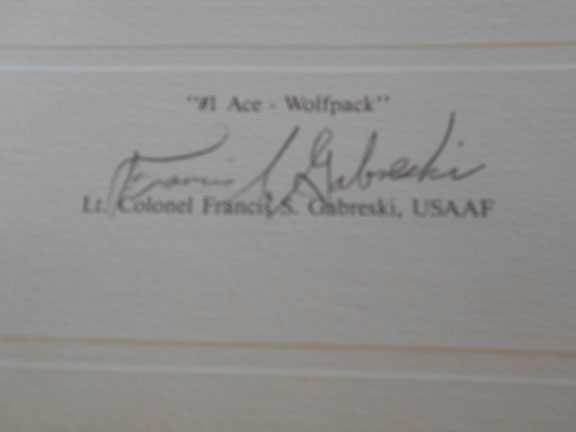 "#1 Ace - Wolfpack"
Francis S. Gabreski
Lt. Colonel Francis S. Gabreski, USAAF